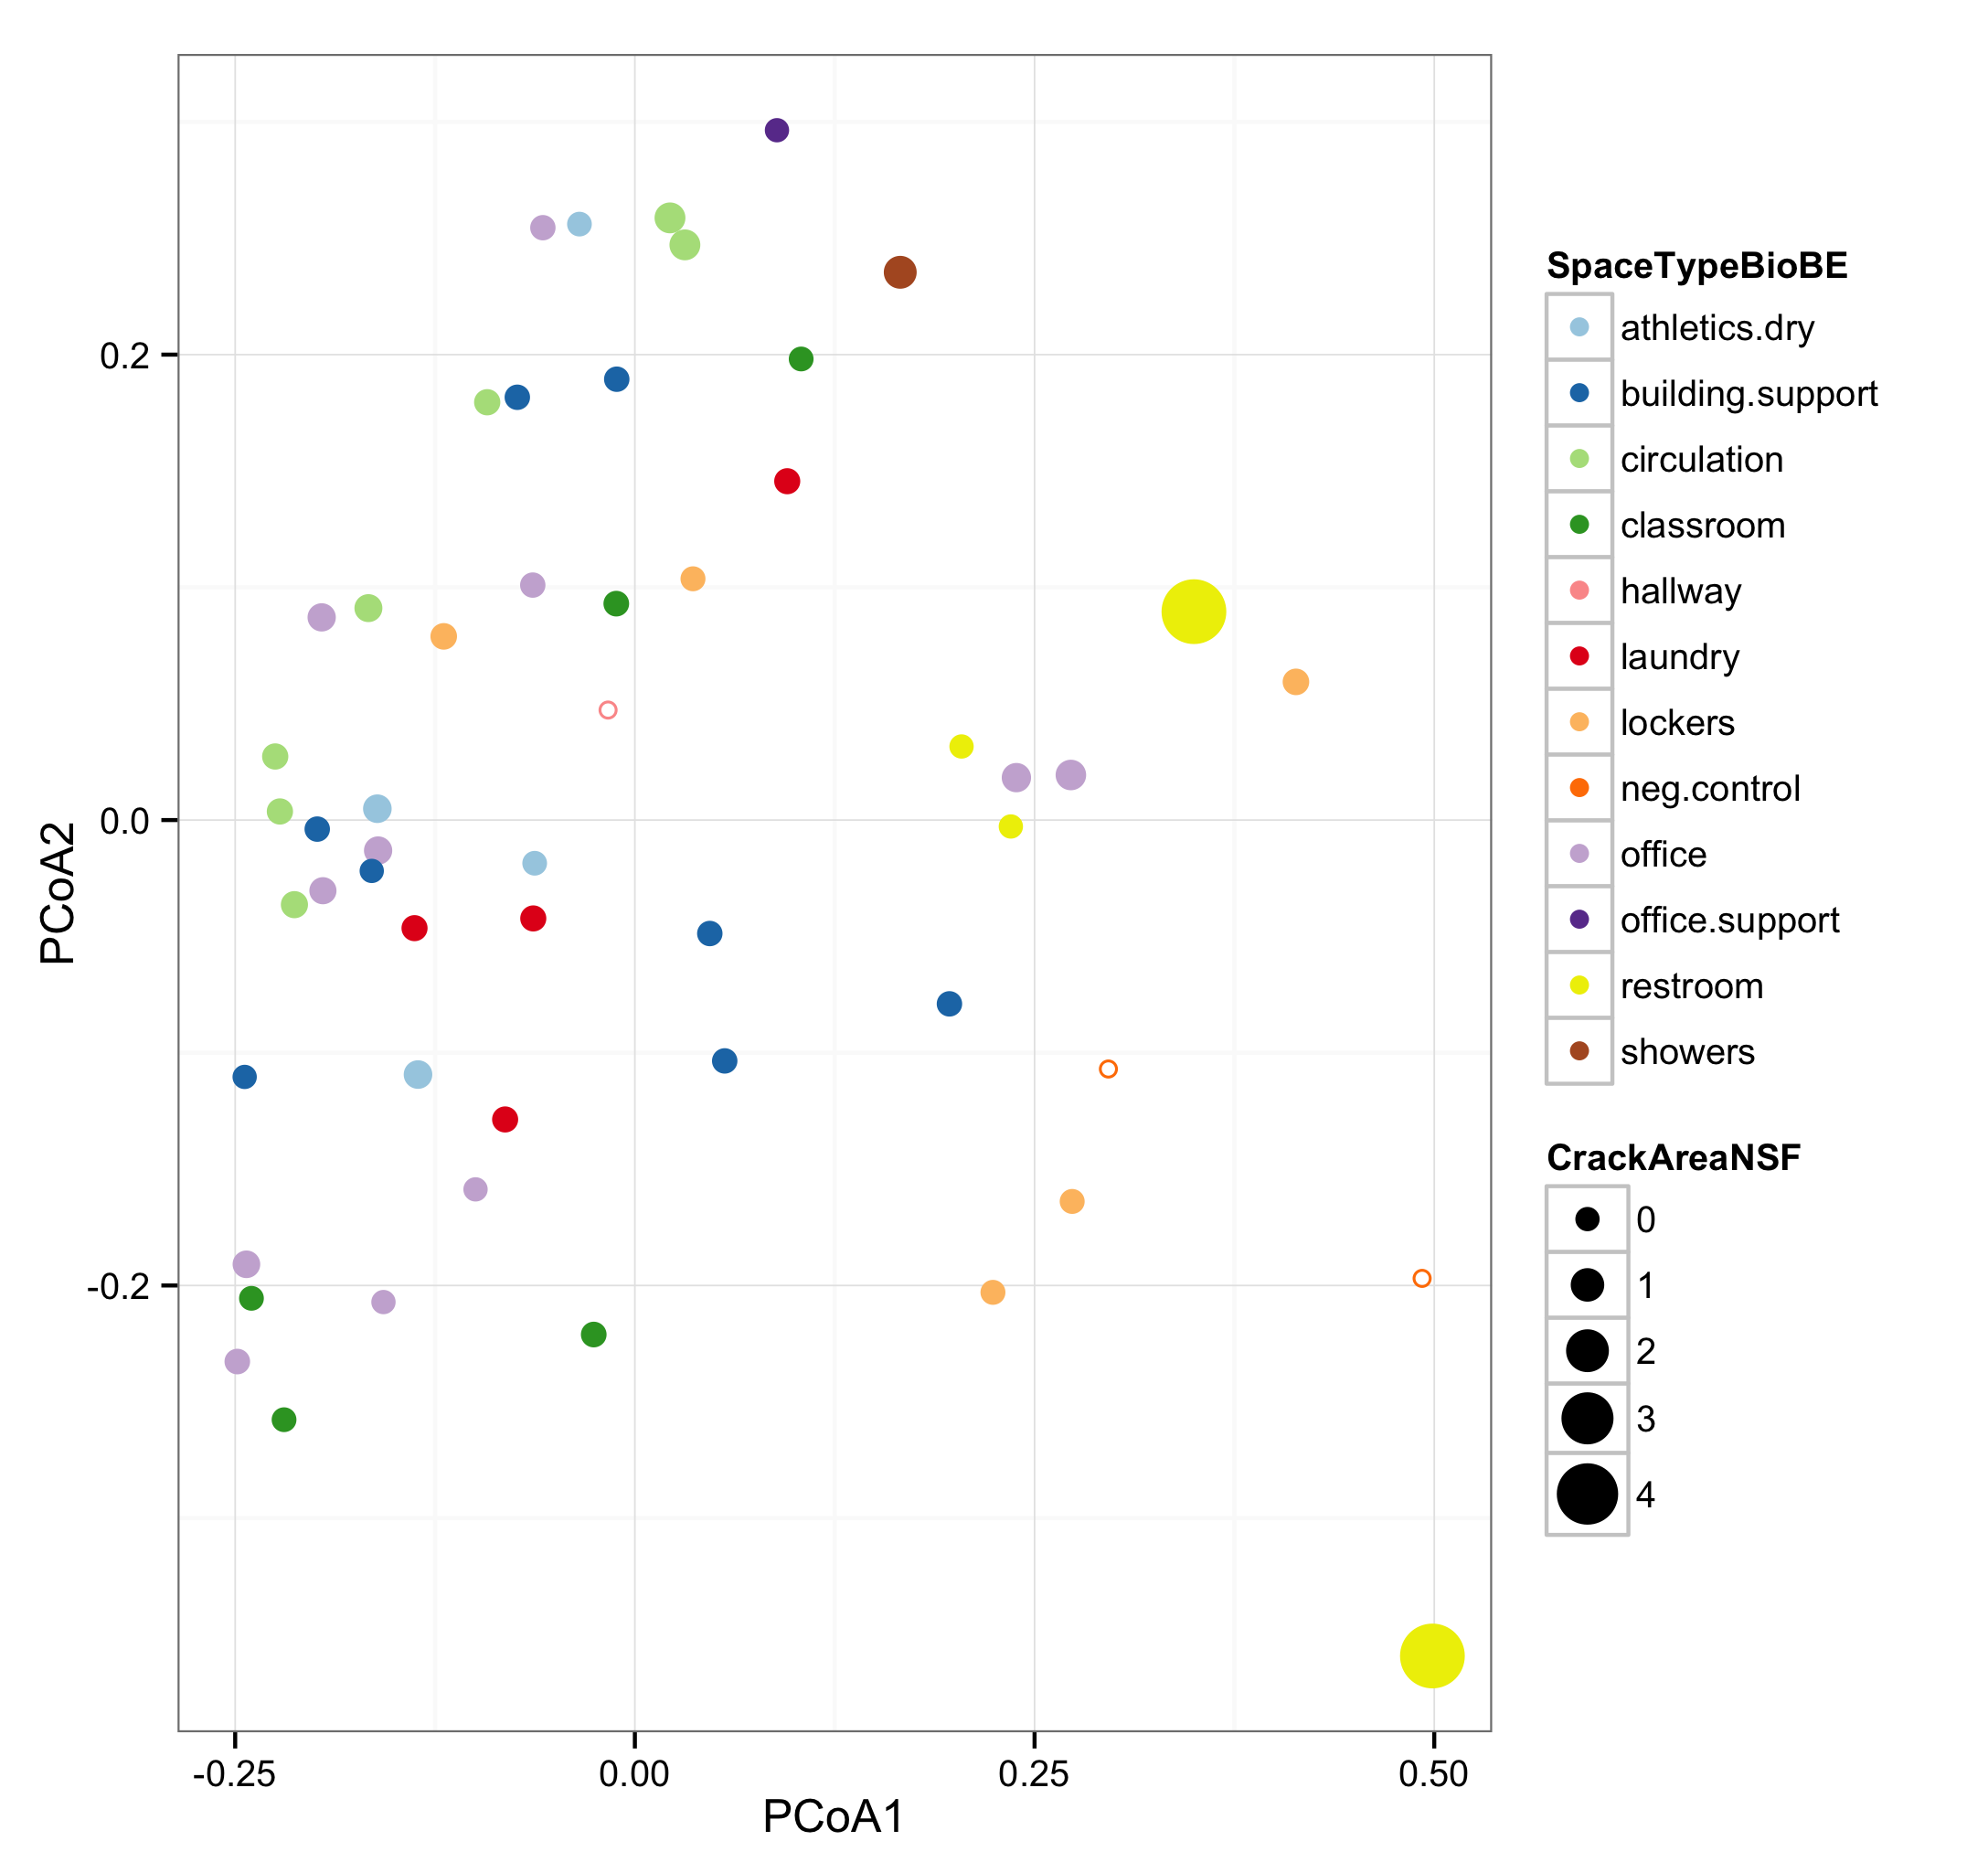 SpaceTypeBioBE
athletics.dry
building.support
circulation
classroom
hallway
laundry
lockers
neg.control
office
office.support
restroom
showers
CrackAreaNSF
0
1
2
3
4
PCoA2
0.2
0.0
-0.2
-0.25
0.00
0.25
0.50
PCoA1